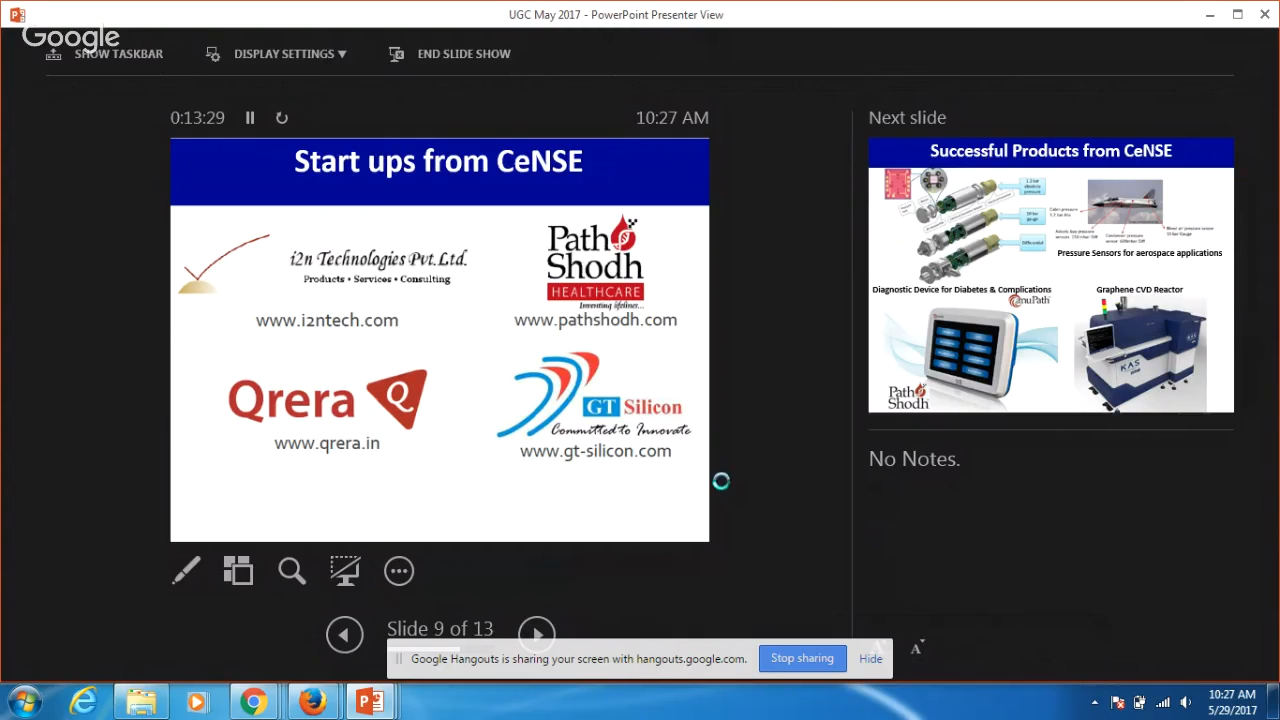 UGC May 2017 - PowerPoint Presenter View
Google
SHOW TASKBAR
DISPLAY SETTINGS ▼
END SLIDE SHOW
0:13:29
10:27 AM
Start ups from CeNSE
i2n Technologies Pvt.Ltd.
Products • Services • Consulting
www.i2ntech.com
Path
Shodh
HEALTHCARE
Inventing lifelines...
www.pathshodh.com
Qrera Q
www.qrera.in
GT Silicon
Committed to Innovate
www.gt-silicon.com
Slide 9 of 13
Next slide
Successful Products from CeNSE
Pressure Sensors for aerospace applications
Diagnostic Device for Diabetes & Complications
anuPath
Graphene CVD Reactor
KAS
Path
Shodh
No Notes.
A
Google Hangouts is sharing your screen with hangouts.google.com.
Stop sharing
Hide
10:27 AM
5/29/2017